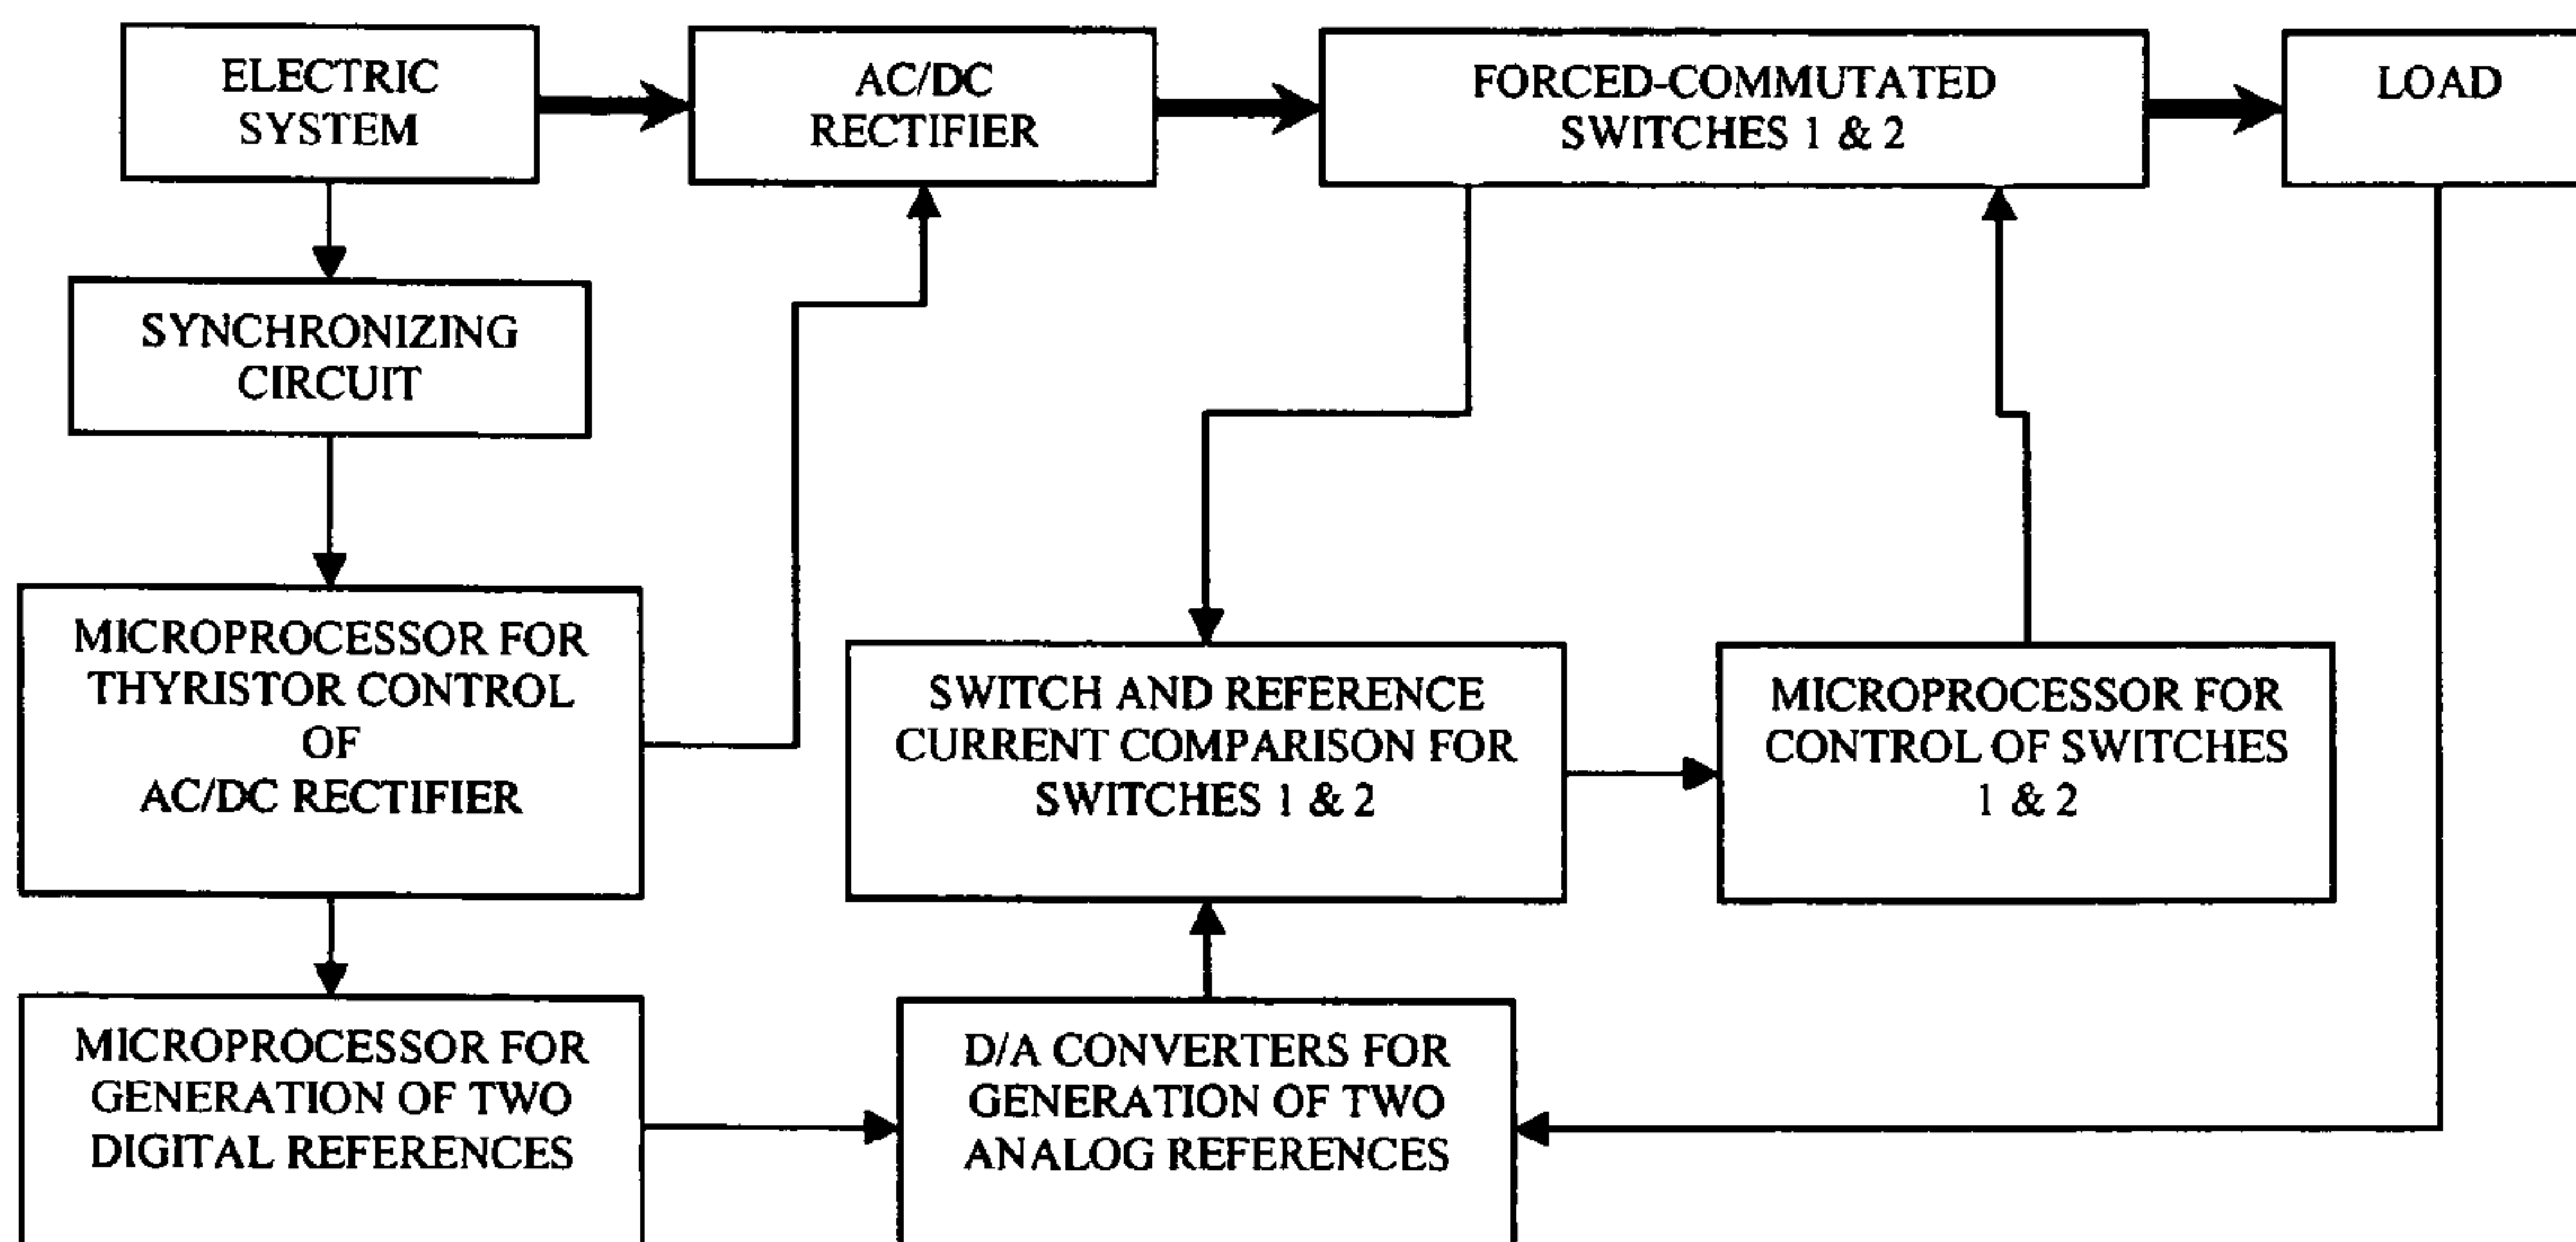 ELECTRIC
SYSTEM
AC/DC
RECTIFIER
FORCED-COMMUTATED
SWITCHES 1 & 2
LOAD
SYNCHRONIZING
CIRCUIT
MICROPROCESSOR FOR
THYRISTOR CONTROL
OF
AC/DC RECTIFIER
SWITCH AND REFERENCE
CURRENT COMPARISON FOR
SWITCHES 1 & 2
MICROPROCESSOR FOR
CONTROL OF SWITCHES
1 & 2
MICROPROCESSOR FOR
GENERATION OF TWO
DIGITAL REFERENCES
D/A CONVERTERS FOR
GENERATION OF TWO
ANALOG REFERENCES